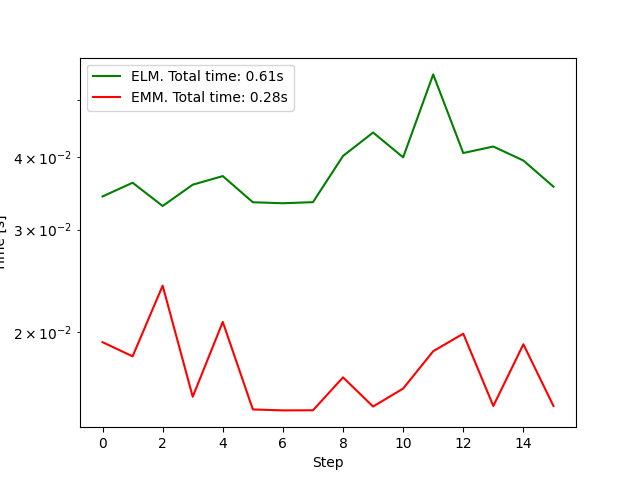 ELM. Total time: 0.61s
EMM. Total time: 0.28s
4 × 10⁻²
3 × 10⁻²
2 × 10⁻²
Time [s]
0 2 4 6 8 10 12 14
Step